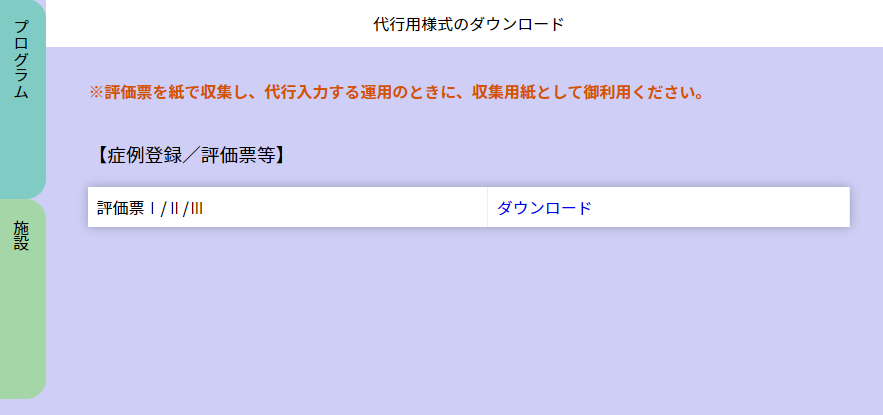 代行用様式のダウンロード
プログラム
施設
※評価票を紙で収集し、代行入力する運用のときに、収集用紙として御利用ください。
【症例登録／評価票等】
評価票Ⅰ/Ⅱ/Ⅲ ダウンロード